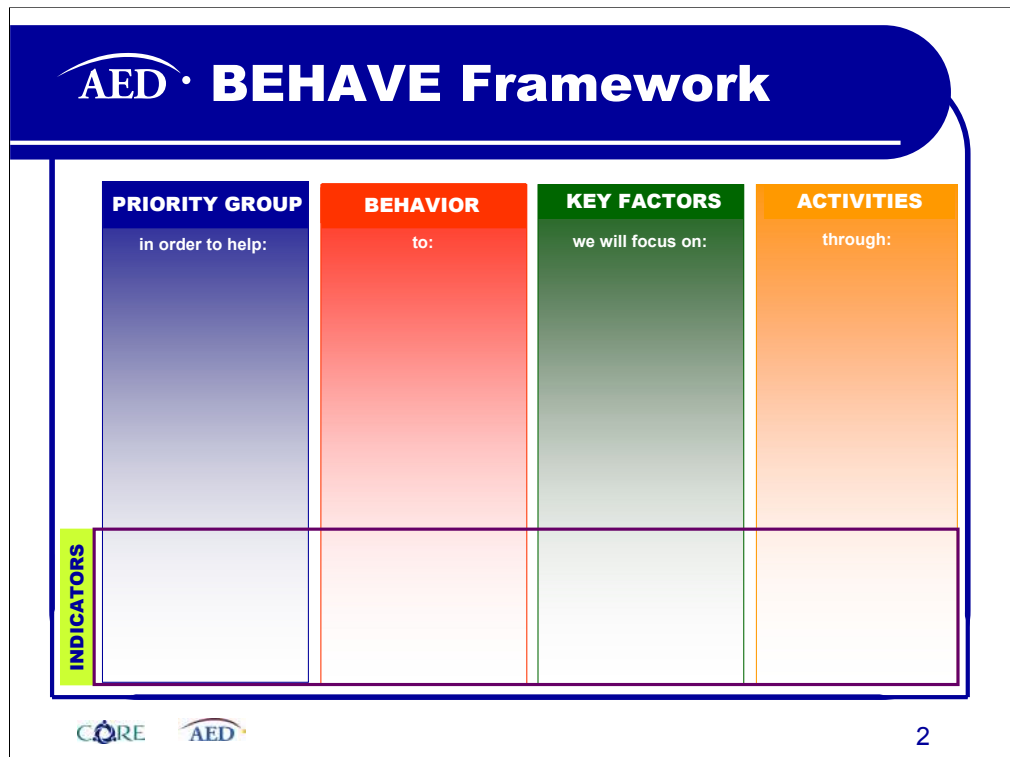 AED BEHAVE Framework
PRIORITY GROUP
in order to help:
BEHAVIOR
to:
KEY FACTORS
we will focus on:
ACTIVITIES
through:
INDICATORS
CORE AED
2